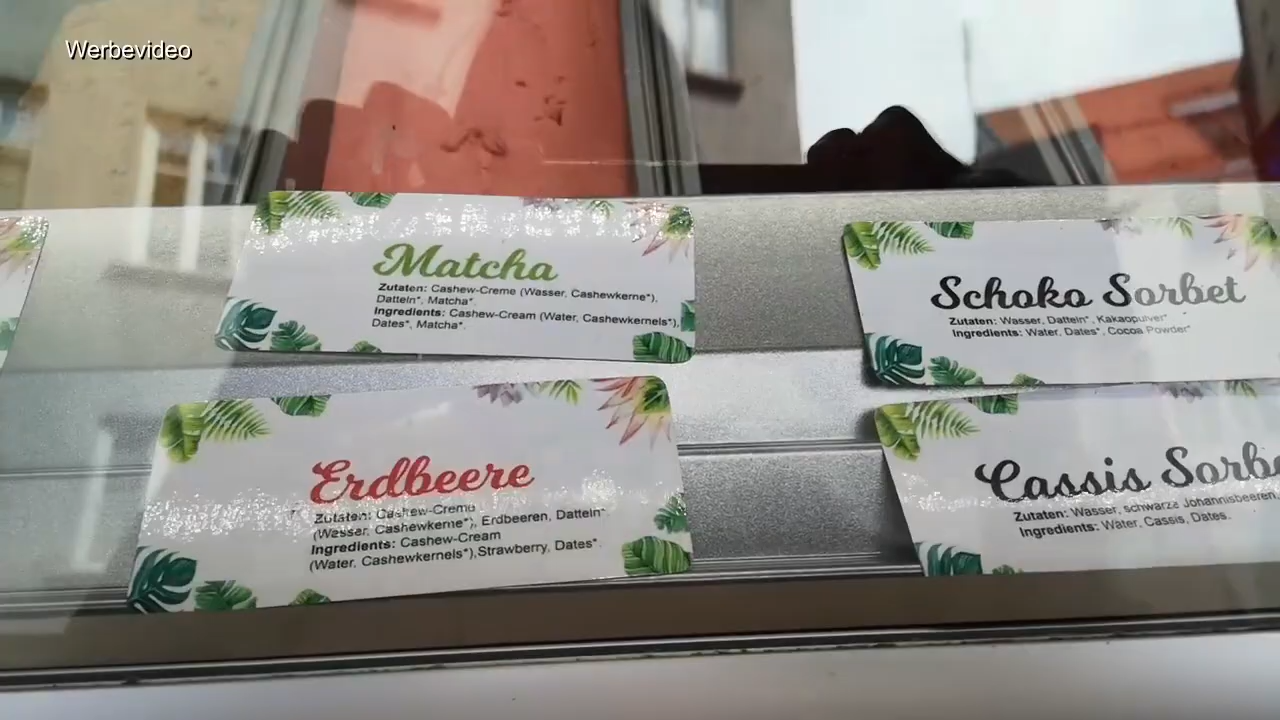 Werbevideo
Matcha
Zutaten: Cashew-Creme (Wasser, Cashewkerne*),
Datteln*, Matcha*.
Ingredients: Cashew-Cream (Water, Cashewkernels*),
Dates*, Matcha*.
Schoko Sorbet
Zutaten: Wasser, Datteln*, Kakaopulver*
Ingredients: Water, Dates*, Cocoa Powder*
Erdbeere
Zutaten: Cashew-Creme
(Wasser, Cashewkerne*), Erdbeeren, Datteln*
Ingredients: Cashew-Cream
(Water, Cashewkernels*),Strawberry, Dates*.
Cassis Sorbe
Zutaten: Wasser, schwarze Johannisbeeren,
Ingredients: Water, Cassis, Dates.